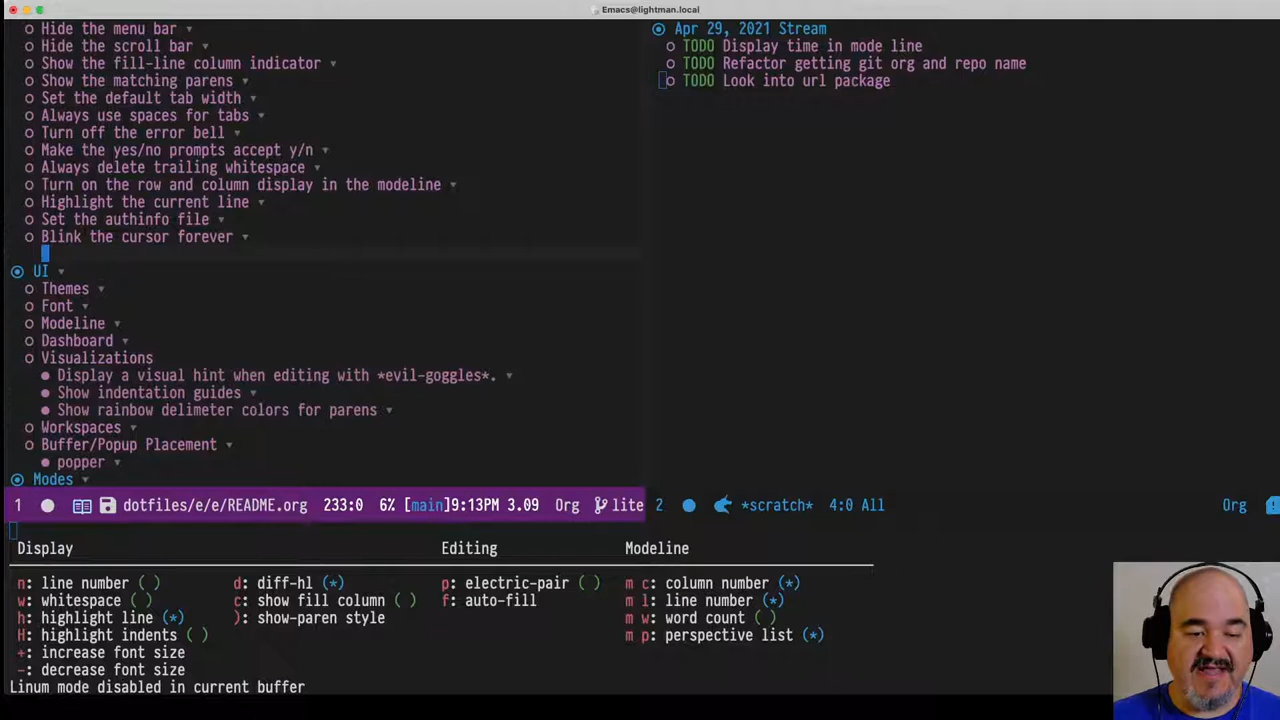 Emacs@lightman.local
Hide the menu bar ▾
Hide the scroll bar ▾
Show the fill-line column indicator ▾
Show the matching parens ▾
Set the default tab width ▾
Always use spaces for tabs ▾
Turn off the error bell ▾
Make the yes/no prompts accept y/n ▾
Always delete trailing whitespace ▾
Turn on the row and column display in the modeline ▾
Highlight the current line ▾
Set the authinfo file ▾
Blink the cursor forever ▾
UI ▾
Themes ▾
Font ▾
Modeline ▾
Dashboard ▾
Visualizations
Display a visual hint when editing with *evil-goggles*. ▾
Show indentation guides ▾
Show rainbow delimeter colors for parens ▾
Workspaces ▾
Buffer/Popup Placement ▾
popper ▾
Modes ▾
1 dotfiles/e/e/README.org 233:0 6% [main]9:13PM 3.09 Org lite
Apr 29, 2021 Stream
TODO Display time in mode line
TODO Refactor getting git org and repo name
TODO Look into url package
2 *scratch* 4:0 All Org
Display Editing Modeline
n: line number ( ) d: diff-hl (*) p: electric-pair ( ) m c: column number (*)
w: whitespace ( ) c: show fill column ( ) f: auto-fill m l: line number (*)
h: highlight line (*) ): show-paren style m w: word count ( )
H: highlight indents ( ) m p: perspective list (*)
+: increase font size
-: decrease font size
Linum mode disabled in current buffer